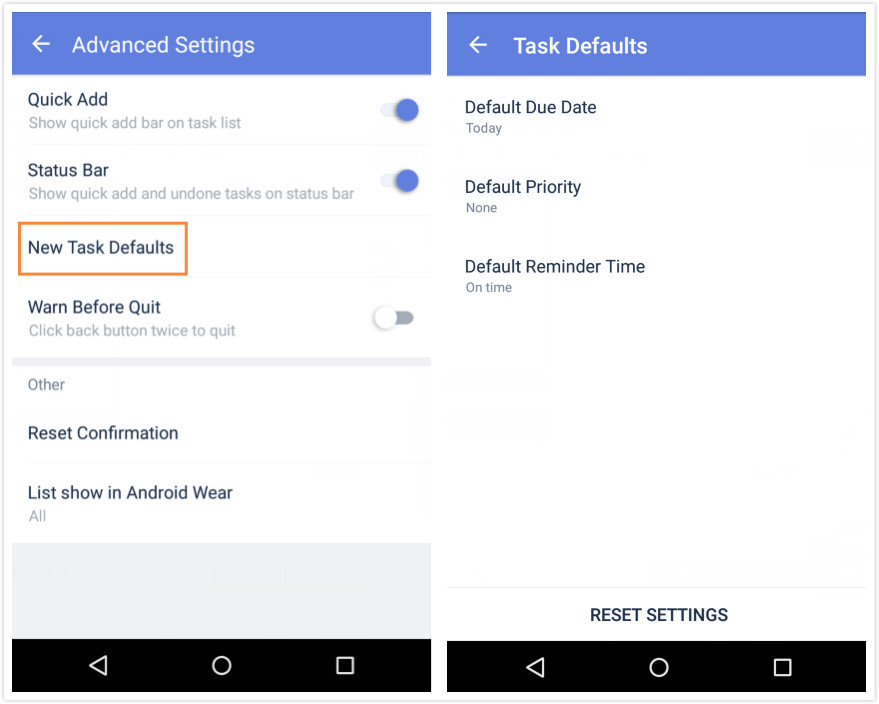 Advanced Settings
Quick Add
Show quick add bar on task list
Status Bar
Show quick add and undone tasks on status bar
New Task Defaults
Warn Before Quit
Click back button twice to quit
Other
Reset Confirmation
List show in Android Wear
All
Task Defaults
Default Due Date
Today
Default Priority
None
Default Reminder Time
On time
RESET SETTINGS